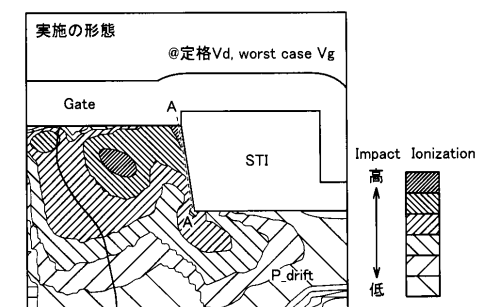 実施の形態
@定格Vd, worst case Vg
Gate
A
STI
Impact Ionization
高
A'
P_drift
低